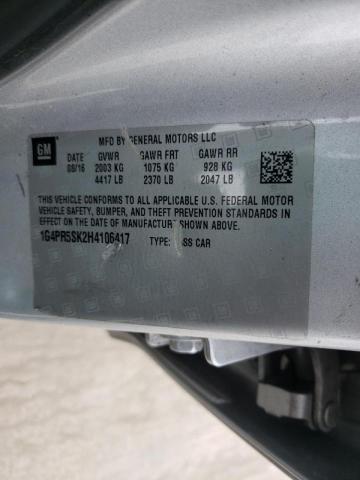 GM
MFD BY GENERAL MOTORS LLC
DATE GVWR GAWR FRT GAWR RR
08/16 2003 KG 1075 KG 928 KG
4417 LB 2370 LB 2047 LB
THIS VEHICLE CONFORMS TO ALL APPLICABLE U.S. FEDERAL MOTOR
VEHICLE SAFETY, BUMPER, AND THEFT PREVENTION STANDARDS IN
EFFECT ON THE DATE OF MANUFACTURE SHOWN ABOVE.
1G4PR5SK2H4106417 TYPE: CAR